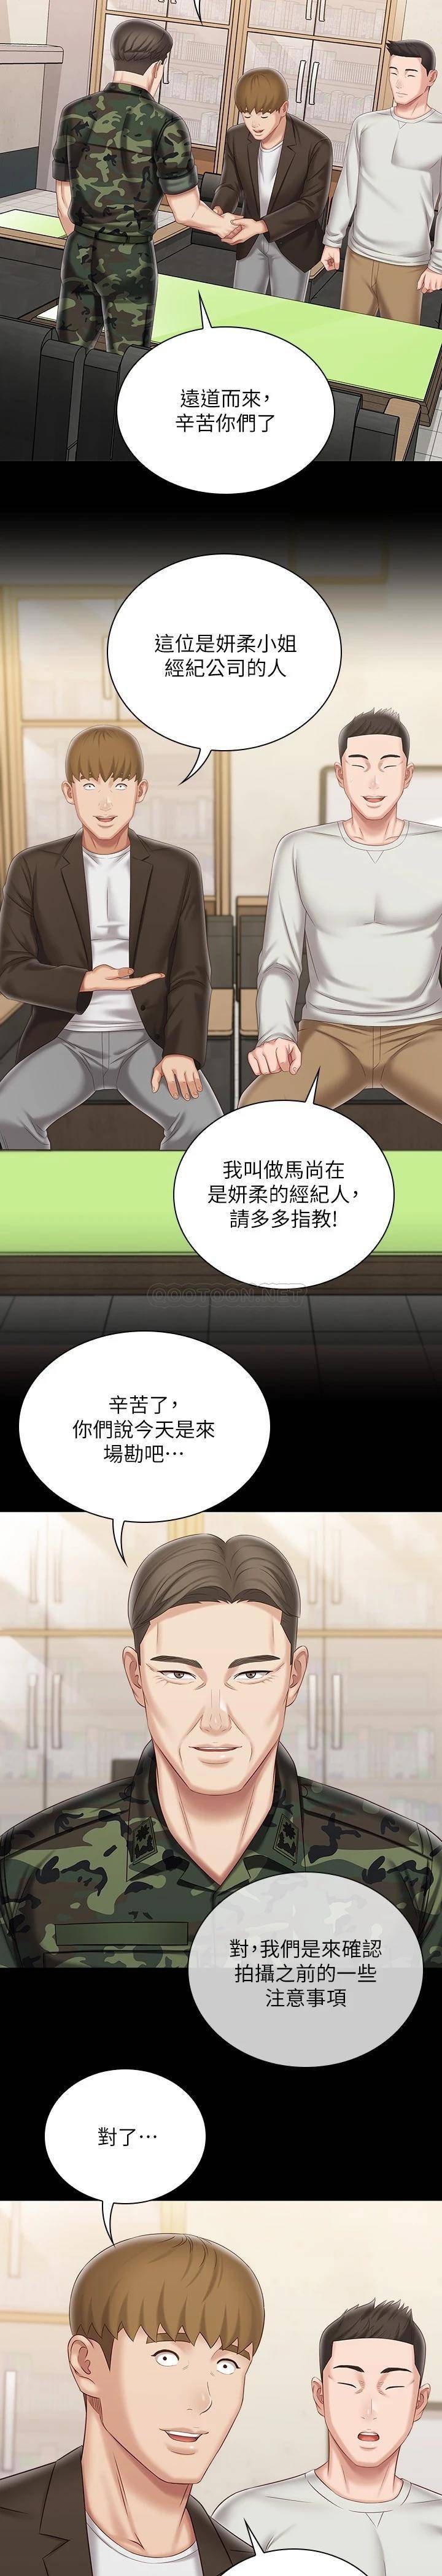 遠道而來，
辛苦你們了
這位是妍柔小姐
經紀公司的人
我叫做馬尚在
是妍柔的經紀人，
請多多指教!
TOPTOON.NET
辛苦了，
你們說今天是來
場勘吧…
對，我們是來確認
拍攝之前的一些
注意事項
對了…